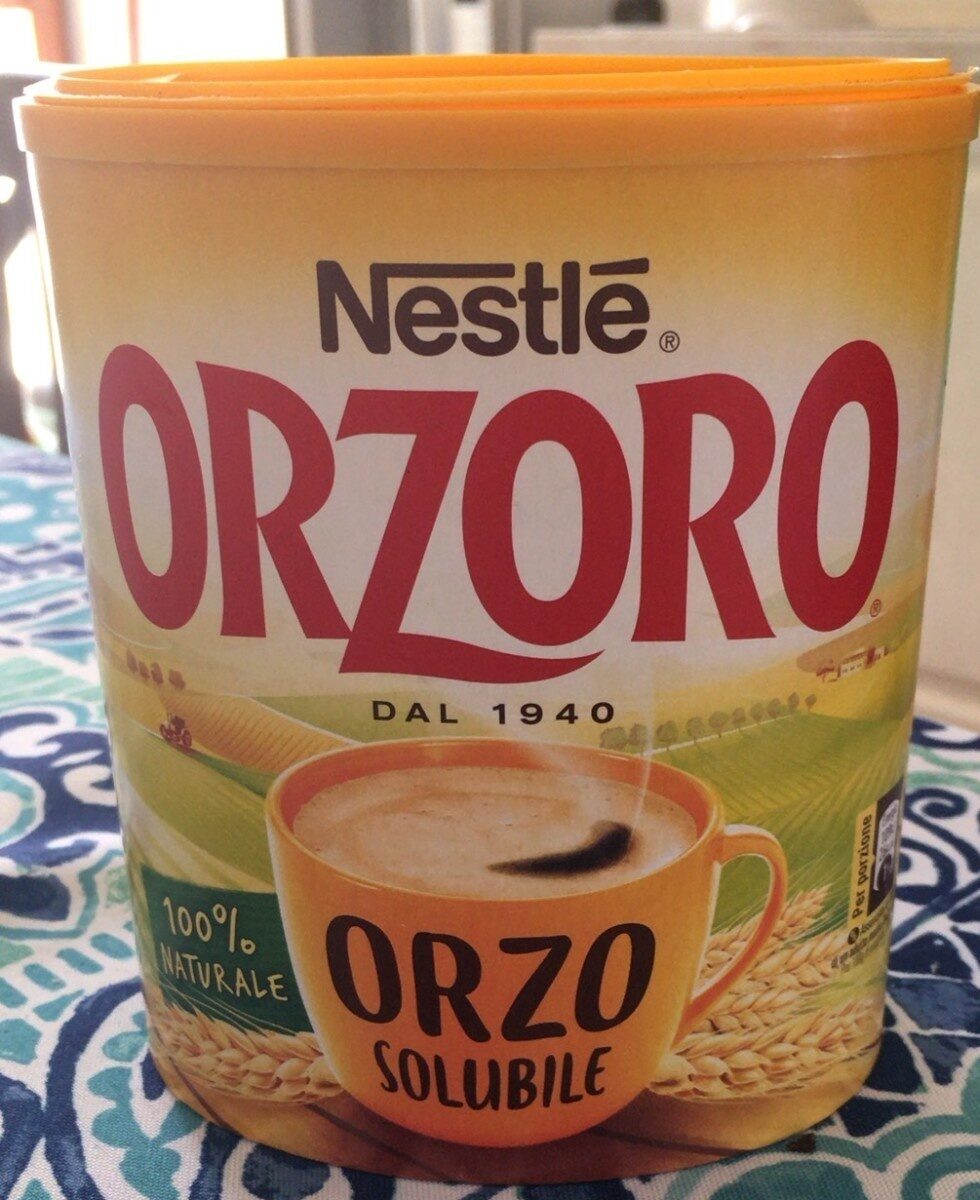 Nestlé®
ORZORO®
DAL 1940
100%
NATURALE
ORZO
SOLUBILE
Per porzione